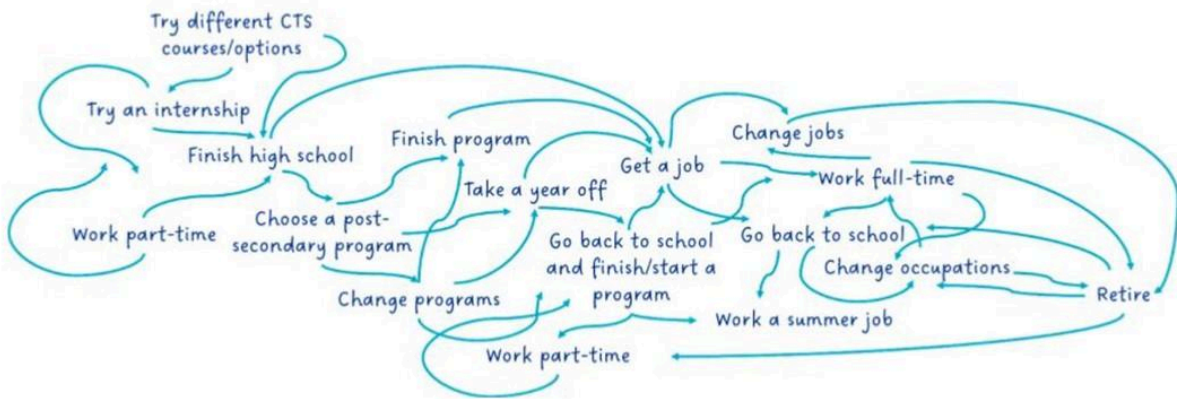 Try different CTS
courses/options
Try an internship
Finish high school
Work part-time
Choose a post-
secondary program
Finish program
Take a year off
Change programs
Go back to school
and finish/start a
program
Work part-time
Get a job
Change jobs
Work full-time
Go back to school
Change occupations
Work a summer job
Retire